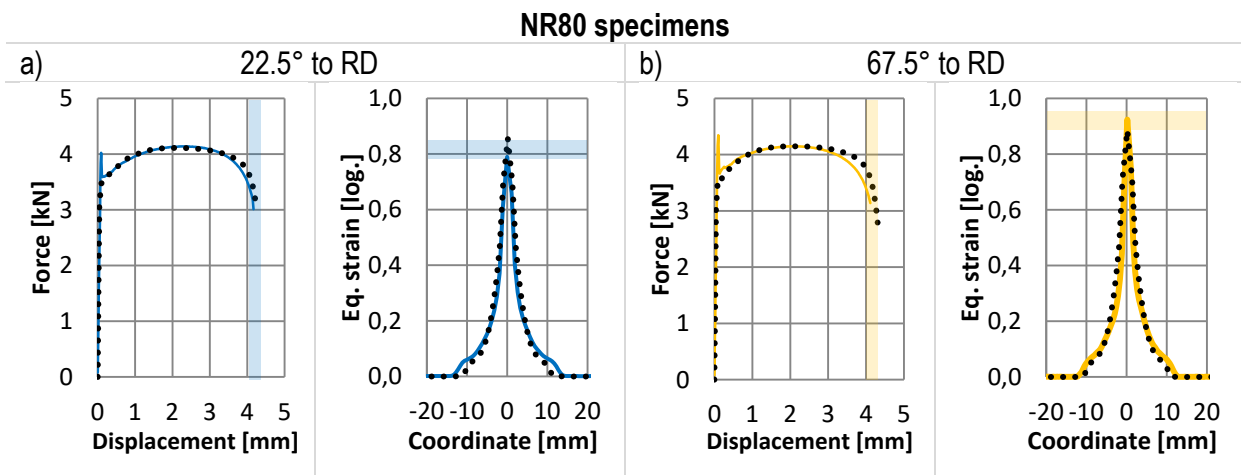 NR80 specimens
a) 22.5° to RD b) 67.5° to RD
Force [kN]
5
4
3
2
1
0
0 1 2 3 4 5
Displacement [mm]
Eq. strain [log.]
1,0
0,8
0,6
0,4
0,2
0,0
-20 -10 0 10 20
Coordinate [mm]
Force [kN]
5
4
3
2
1
0
0 1 2 3 4 5
Displacement [mm]
Eq. strain [log.]
1,0
0,8
0,6
0,4
0,2
0,0
-20 -10 0 10 20
Coordinate [mm]